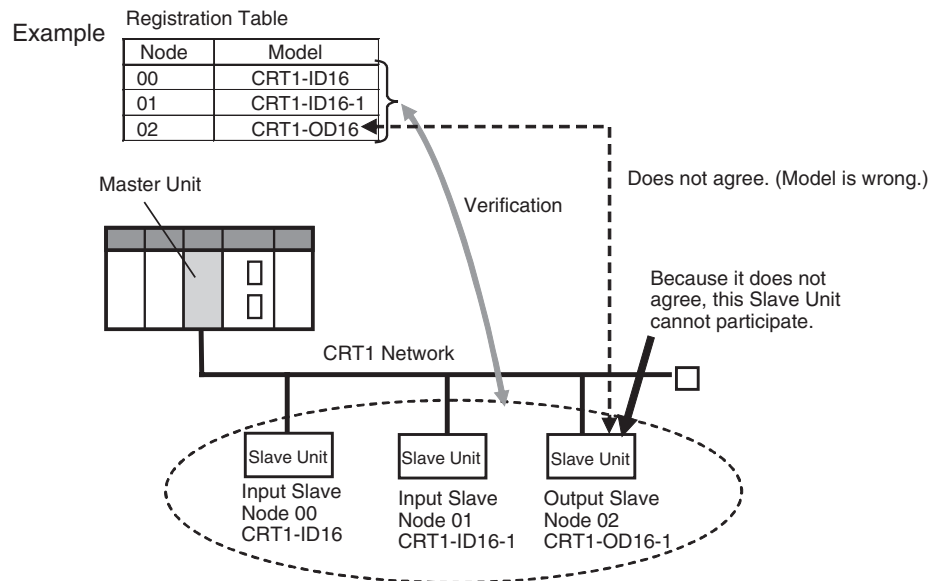 Example
Registration Table
Node Model
00 CRT1-ID16
01 CRT1-ID16-1
02 CRT1-OD16
Does not agree. (Model is wrong.)
Master Unit
Verification
Because it does not
agree, this Slave Unit
cannot participate.
CRT1 Network
Slave Unit
Input Slave
Node 00
CRT1-ID16
Slave Unit
Input Slave
Node 01
CRT1-ID16-1
Slave Unit
Output Slave
Node 02
CRT1-OD16-1